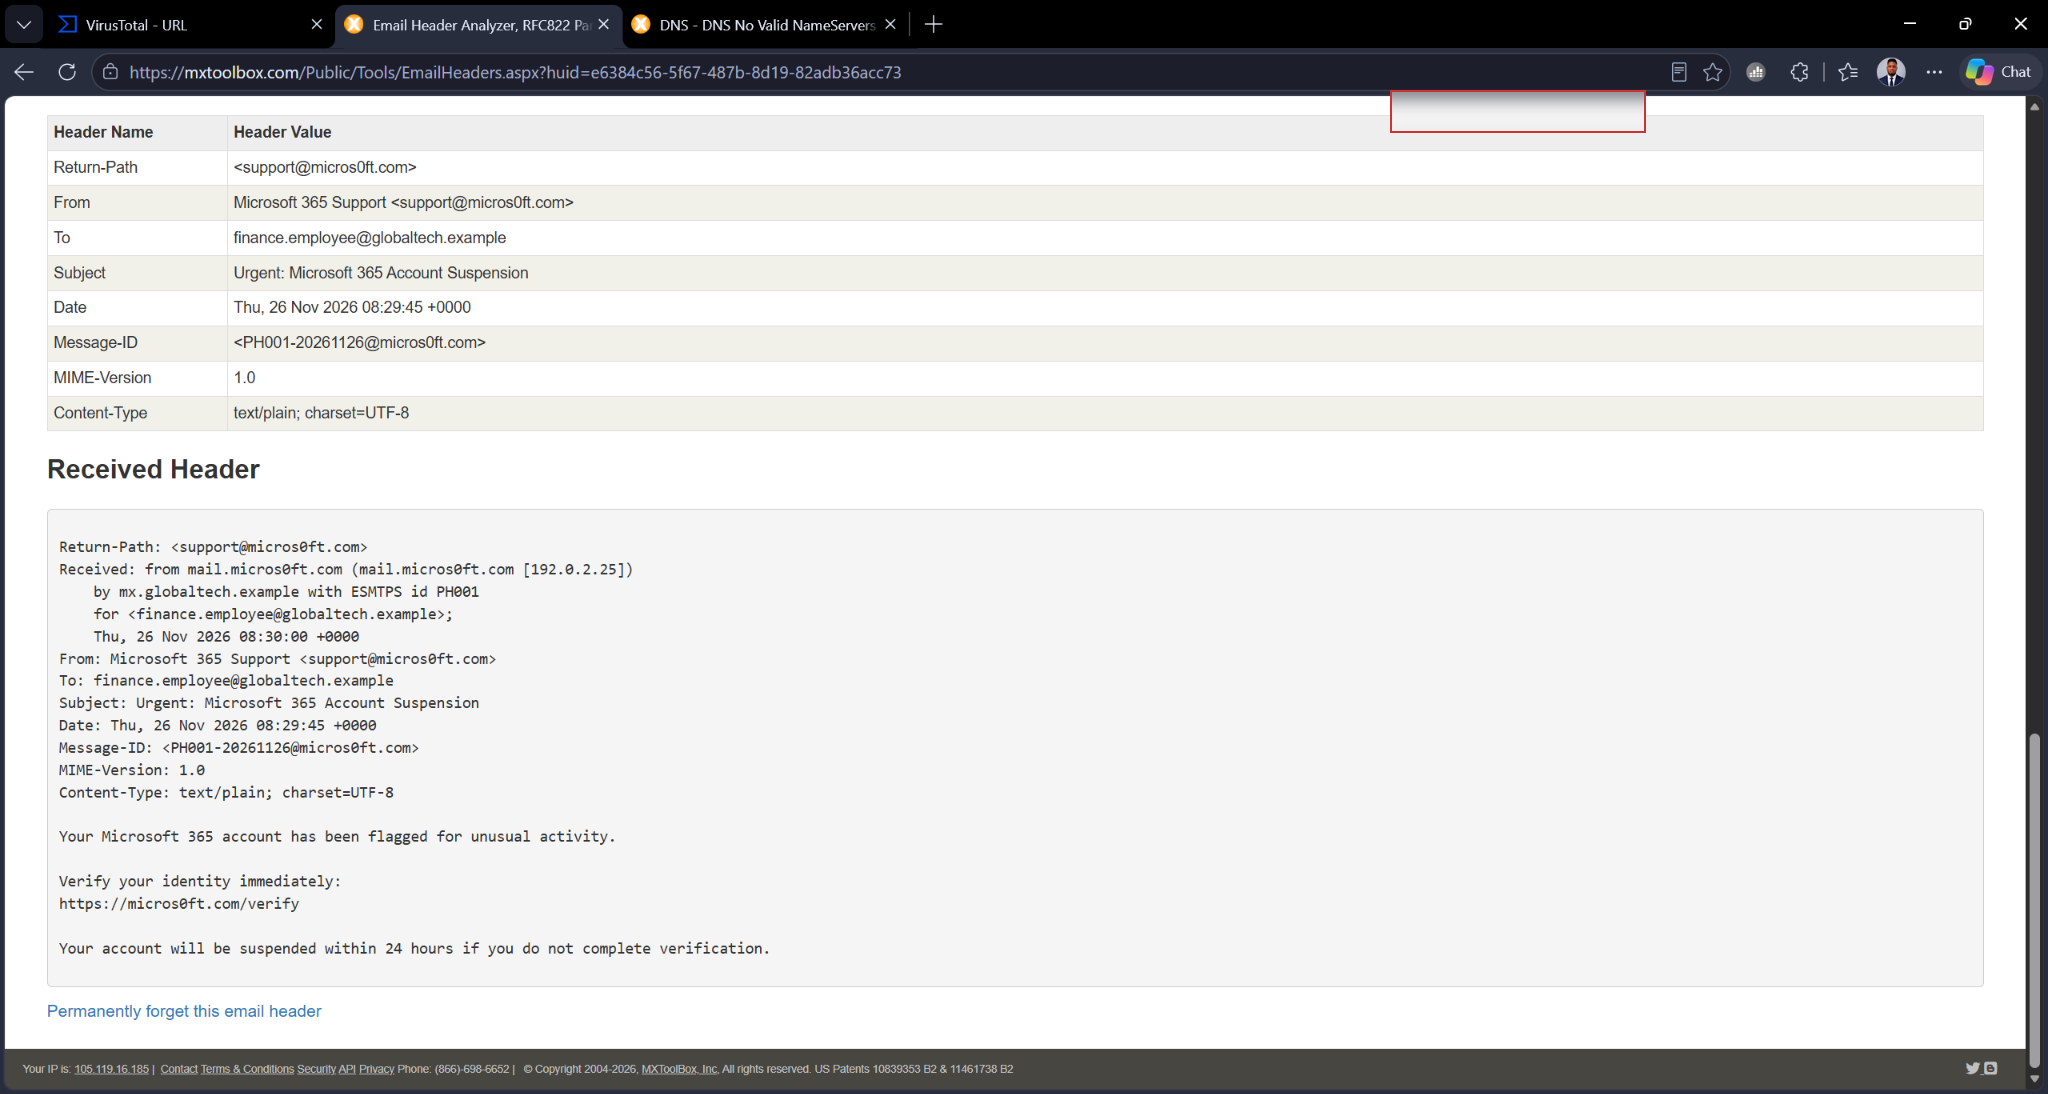 VirusTotal - URL
Email Header Analyzer, RFC822 Pa
DNS - DNS No Valid NameServers
https://mxtoolbox.com/Public/Tools/EmailHeaders.aspx?huid=e6384c56-5f67-487b-8d19-82adb36acc73
Chat
Header Name Header Value
Return-Path <support@micros0ft.com>
From Microsoft 365 Support <support@micros0ft.com>
To finance.employee@globaltech.example
Subject Urgent: Microsoft 365 Account Suspension
Date Thu, 26 Nov 2026 08:29:45 +0000
Message-ID <PH001-20261126@micros0ft.com>
MIME-Version 1.0
Content-Type text/plain; charset=UTF-8
Received Header
Return-Path: <support@micros0ft.com>
Received: from mail.micros0ft.com (mail.micros0ft.com [192.0.2.25])
by mx.globaltech.example with ESMTPS id PH001
for <finance.employee@globaltech.example>;
Thu, 26 Nov 2026 08:30:00 +0000
From: Microsoft 365 Support <support@micros0ft.com>
To: finance.employee@globaltech.example
Subject: Urgent: Microsoft 365 Account Suspension
Date: Thu, 26 Nov 2026 08:29:45 +0000
Message-ID: <PH001-20261126@micros0ft.com>
MIME-Version: 1.0
Content-Type: text/plain; charset=UTF-8
Your Microsoft 365 account has been flagged for unusual activity.
Verify your identity immediately:
https://micros0ft.com/verify
Your account will be suspended within 24 hours if you do not complete verification.
Permanently forget this email header
Your IP is: 105.119.16.185 | Contact Terms & Conditions Security API Privacy Phone: (866)-698-6652 | © Copyright 2004-2026, MXToolBox, Inc, All rights reserved. US Patents 10839353 B2 & 11461738 B2